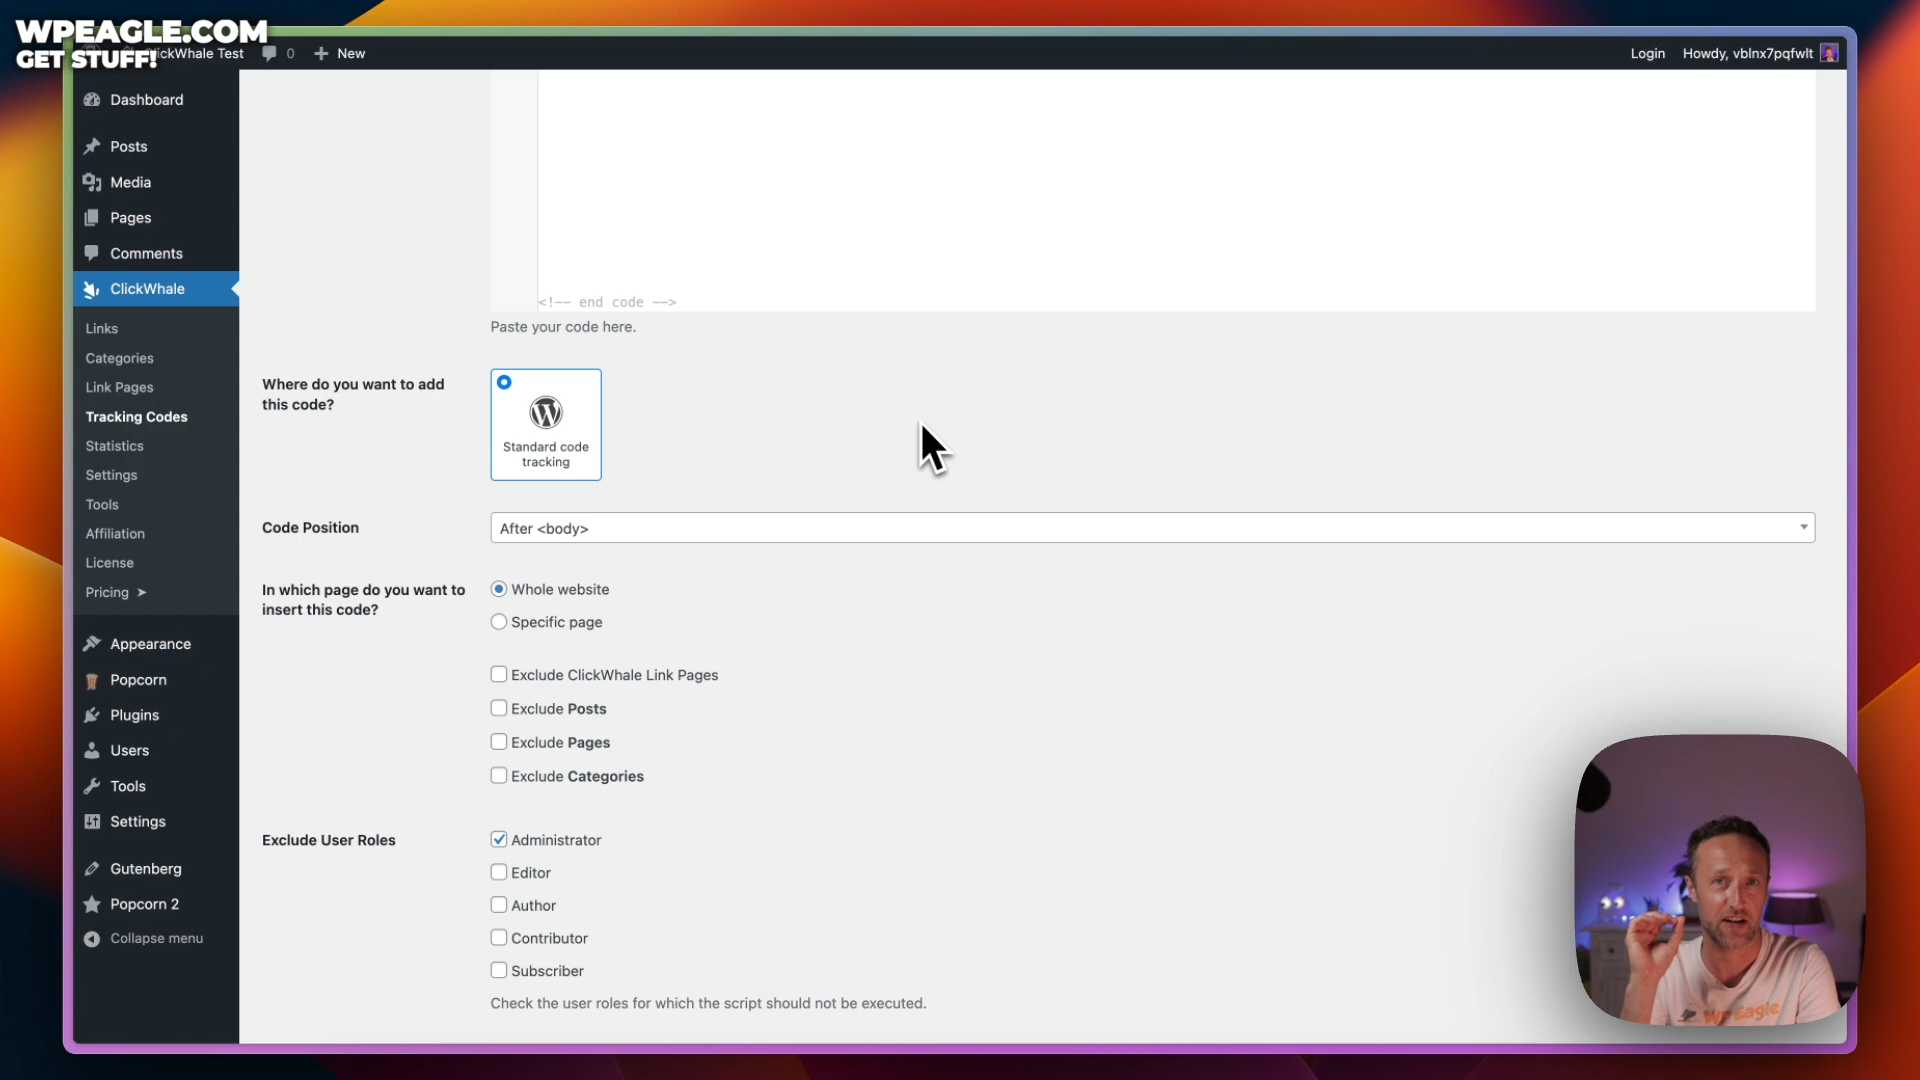 WPEAGLE.COM
GET STUFF!
ickWhale Test
0
New
Login
Howdy, vblnx7pqfwlt
Dashboard
Posts
Media
Pages
Comments
ClickWhale
Links
Categories
Link Pages
Tracking Codes
Statistics
Settings
Tools
Affiliation
License
Pricing ➤
Appearance
Popcorn
Plugins
Users
Tools
Settings
Gutenberg
Popcorn 2
Collapse menu
<!-- end code -->
Paste your code here.
Where do you want to add
this code?
Standard code
tracking
Code Position
After <body>
In which page do you want to
insert this code?
Whole website
Specific page
Exclude ClickWhale Link Pages
Exclude Posts
Exclude Pages
Exclude Categories
Exclude User Roles
Administrator
Editor
Author
Contributor
Subscriber
Check the user roles for which the script should not be executed.
Wp Eagle